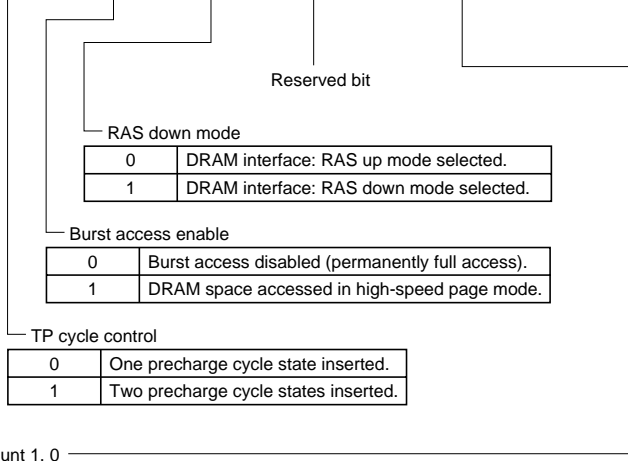 Reserved bit
RAS down mode
0 DRAM interface: RAS up mode selected.
1 DRAM interface: RAS down mode selected.
Burst access enable
0 Burst access disabled (permanently full access).
1 DRAM space accessed in high-speed page mode.
TP cycle control
0 One precharge cycle state inserted.
1 Two precharge cycle states inserted.
unt 1, 0